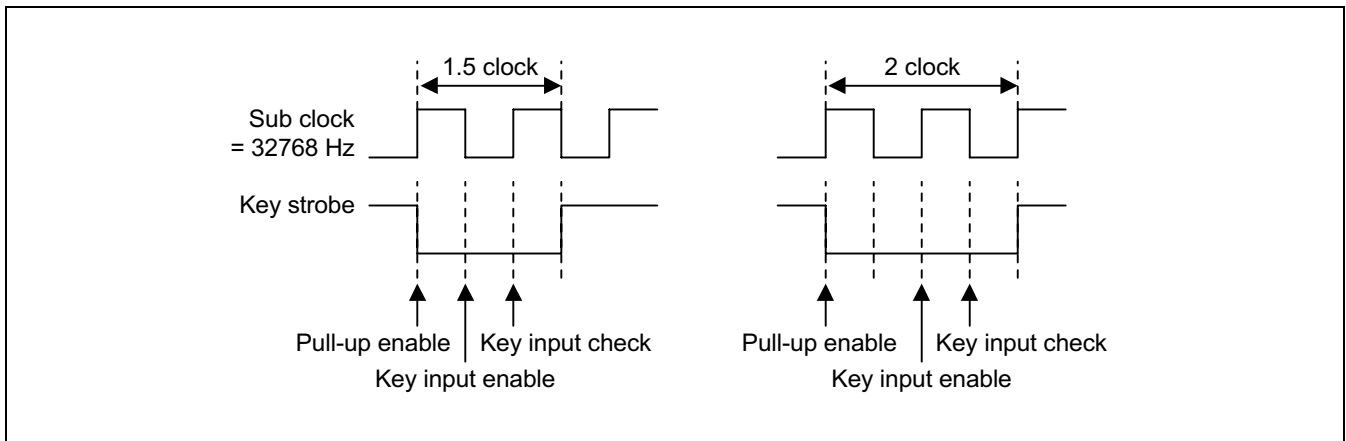 1.5 clock
2 clock
Sub clock
= 32768 Hz
Key strobe
Pull-up enable
Key input check
Key input enable
Pull-up enable
Key input check
Key input enable